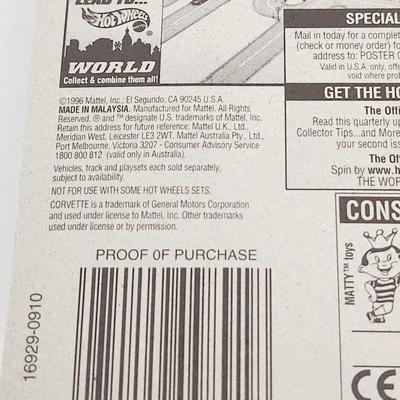 LEAD TO...
Hot Wheels
WORLD
Collect & combine them all!
©1996 Mattel, Inc.; El Segundo, CA 90245 U.S.A.
MADE IN MALAYSIA. Manufactured for Mattel. All Rights
Reserved. ® and ™ designate U.S. trademarks of Mattel, Inc.
Retain this address for future reference: Mattel U.K., Ltd.,
Meridian West. Leicester LE3 2WT. Mattel Australia Pty., Ltd.,
Port Melbourne, Victoria 3207 - Consumer Advisory Service
1800 800 812 (valid only in Australia).
Vehicles, track and playsets each sold separately,
subject to availability.
NOT FOR USE WITH SOME HOT WHEELS SETS.
CORVETTE is a trademark of General Motors Corporation
and used under license to Mattel, Inc. Other trademarks
used under license or by permission.
PROOF OF PURCHASE
16929-0910
SPECIAL
Mail in today for a complet
(check or money order) fo
address to: POSTER O
Valid in U.S.A. only, offe
void where proh
GET THE HO
The Offi
Read this quarterly up
Collector Tips...and More
your second issu
The Off
Spin by www.h
THE WOR
CONS
MATTY™ toys
CE